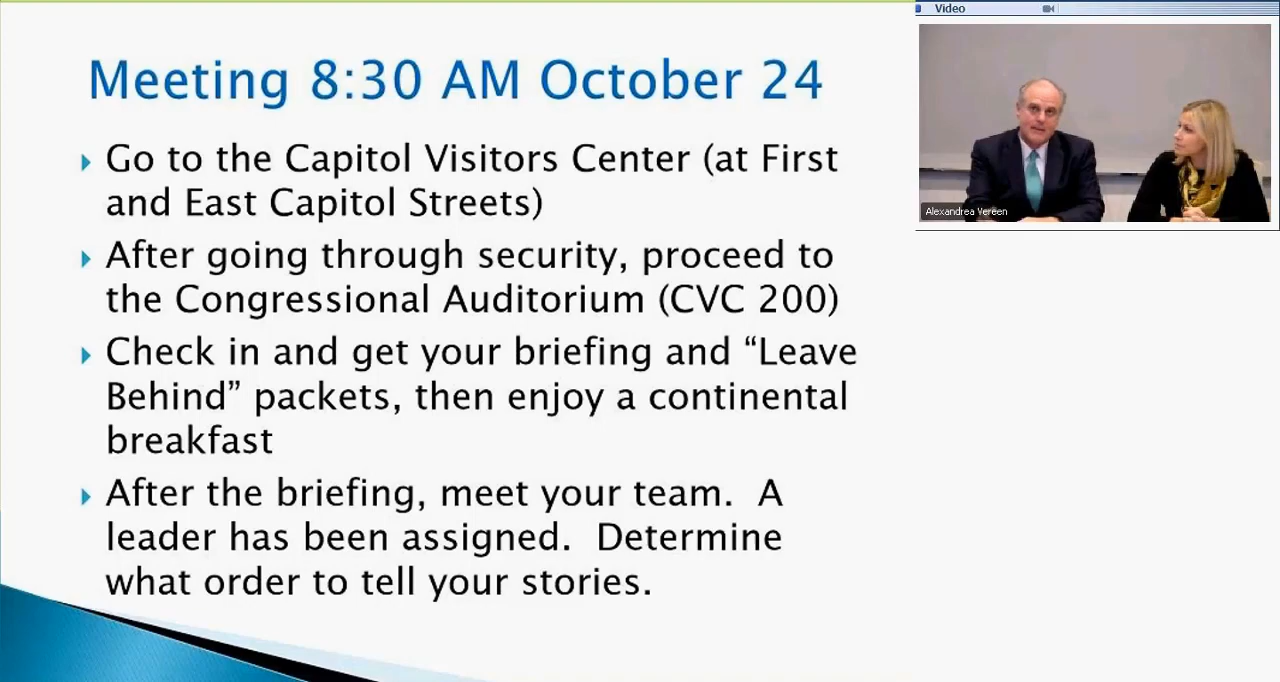 Meeting 8:30 AM October 24
Go to the Capitol Visitors Center (at First
and East Capitol Streets)
After going through security, proceed to
the Congressional Auditorium (CVC 200)
Check in and get your briefing and “Leave
Behind” packets, then enjoy a continental
breakfast
After the briefing, meet your team.  A
leader has been assigned.  Determine
what order to tell your stories.
Video
Alexandrea Vereen